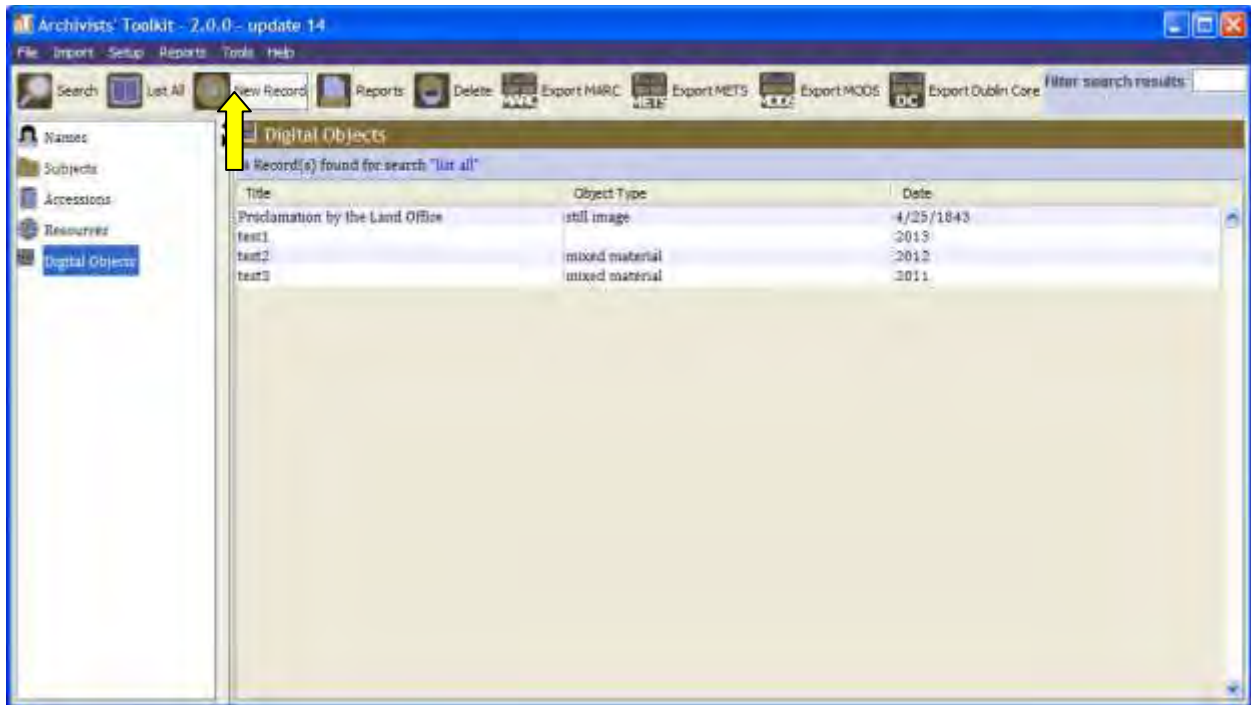 Archivists' Toolkit - 2.0.0 - update 14
File Import Setup Reports Tools Help
Search List All New Record Reports Delete Export MARC Export METS Export MODS Export Dublin Core Filter search results
Names
Subjects
Accessions
Resources
Digital Objects
Digital Objects
Record(s) found for search "list all"
Title Object Type Date
Proclamation by the Land Office still image 4/25/1843
test1 2013
test2 mixed material 2012
test3 mixed material 2011